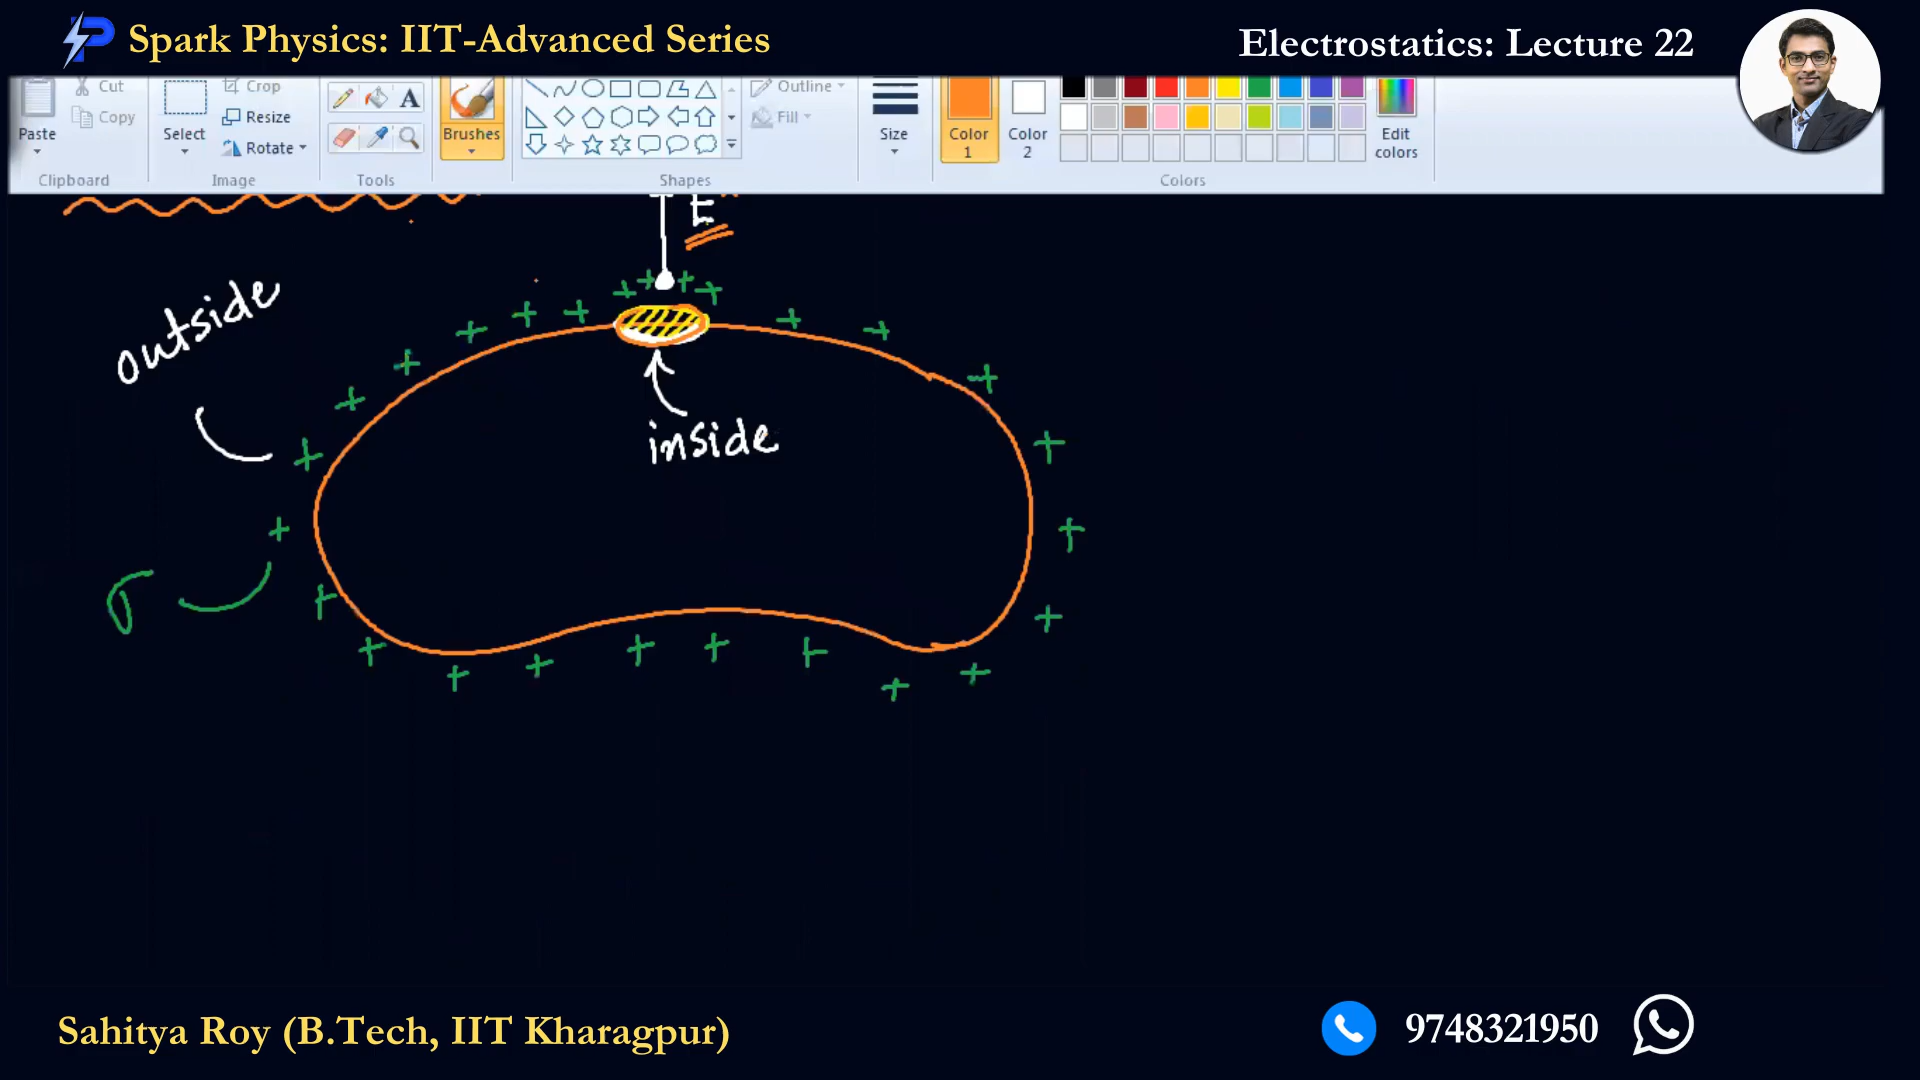 Spark Physics: IIT-Advanced Series
Electrostatics: Lecture 22
Cut
Crop
Outline
Paste
Copy
Select
Resize
Rotate
A
Brushes
Fill
Size
Color
1
Color
2
Edit
colors
Clipboard
Image
Tools
Shapes
Colors
E
outside
inside
σ
Sahitya Roy (B.Tech, IIT Kharagpur)
9748321950